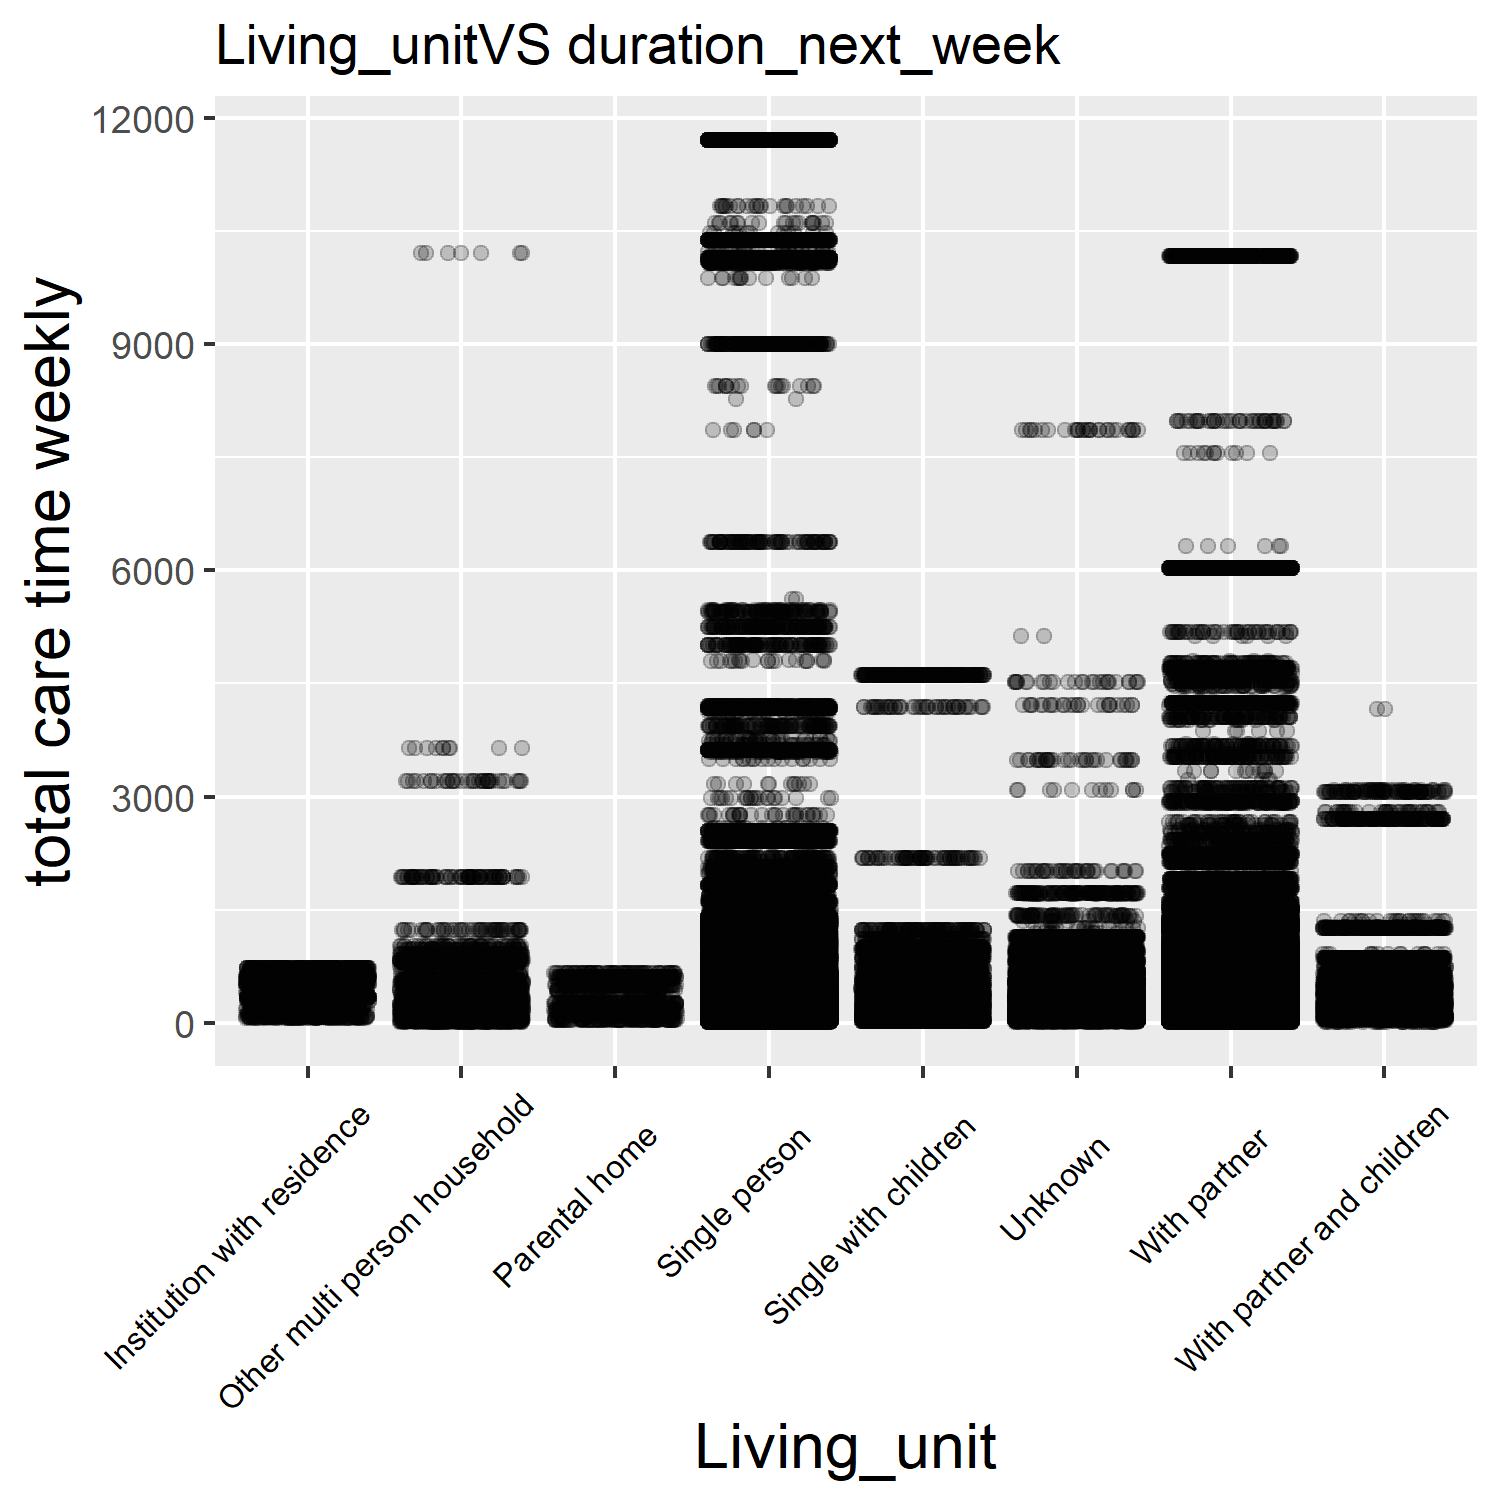 Living_unitVS duration_next_week
total care time weekly
12000
9000
6000
3000
0
Institution with residence
Other multi person household
Parental home
Single person
Single with children
Unknown
With partner
With partner and children
Living_unit